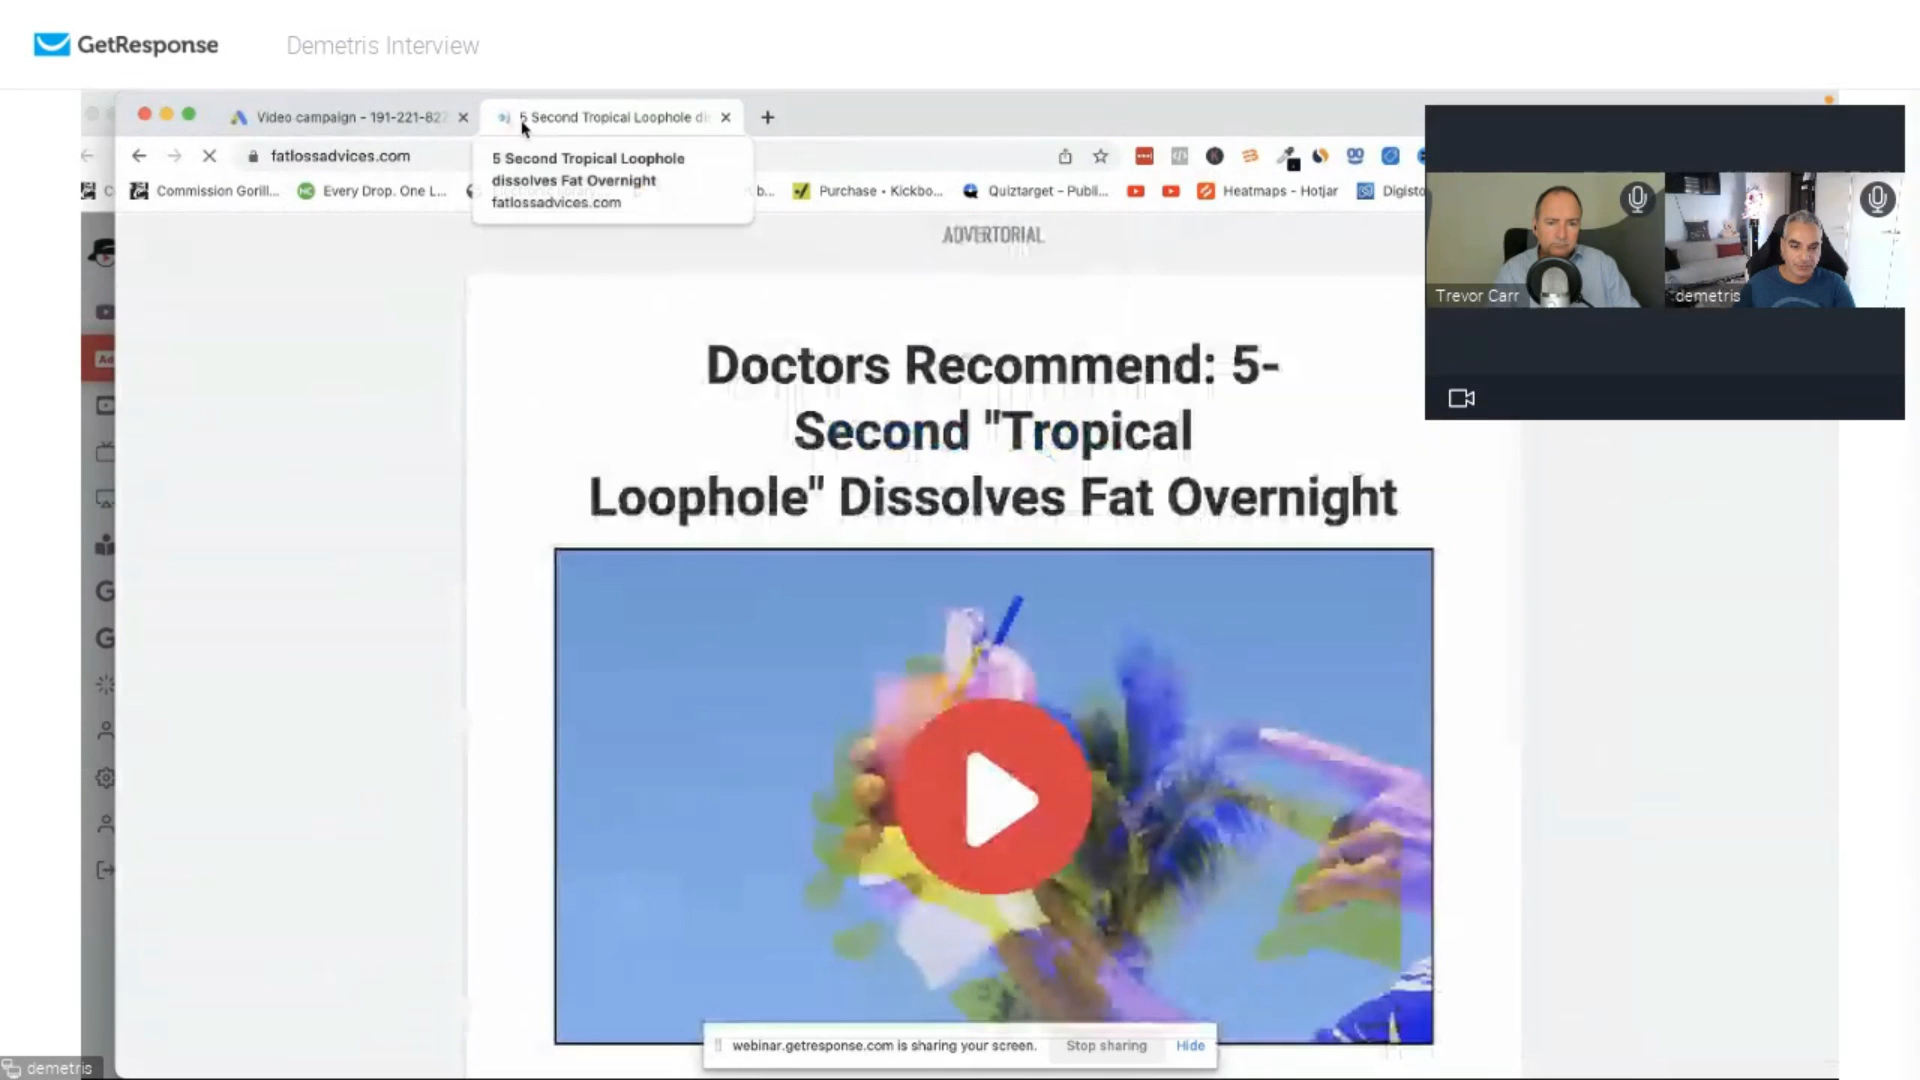 GetResponse
Demetris Interview
Video campaign - 191-221-827
5 Second Tropical Loophole di
fatlossadvices.com
5 Second Tropical Loophole
dissolves Fat Overnight
fatlossadvices.com
Commission Gorill...
Every Drop. One L...
b...
Purchase • Kickbo...
Quiztarget - Publi...
Heatmaps - Hotjar
Digisto
ADVERTORIAL
Doctors Recommend: 5-
Second "Tropical
Loophole" Dissolves Fat Overnight
Trevor Carr
demetris
webinar.getresponse.com is sharing your screen.
Stop sharing
Hide
demetris